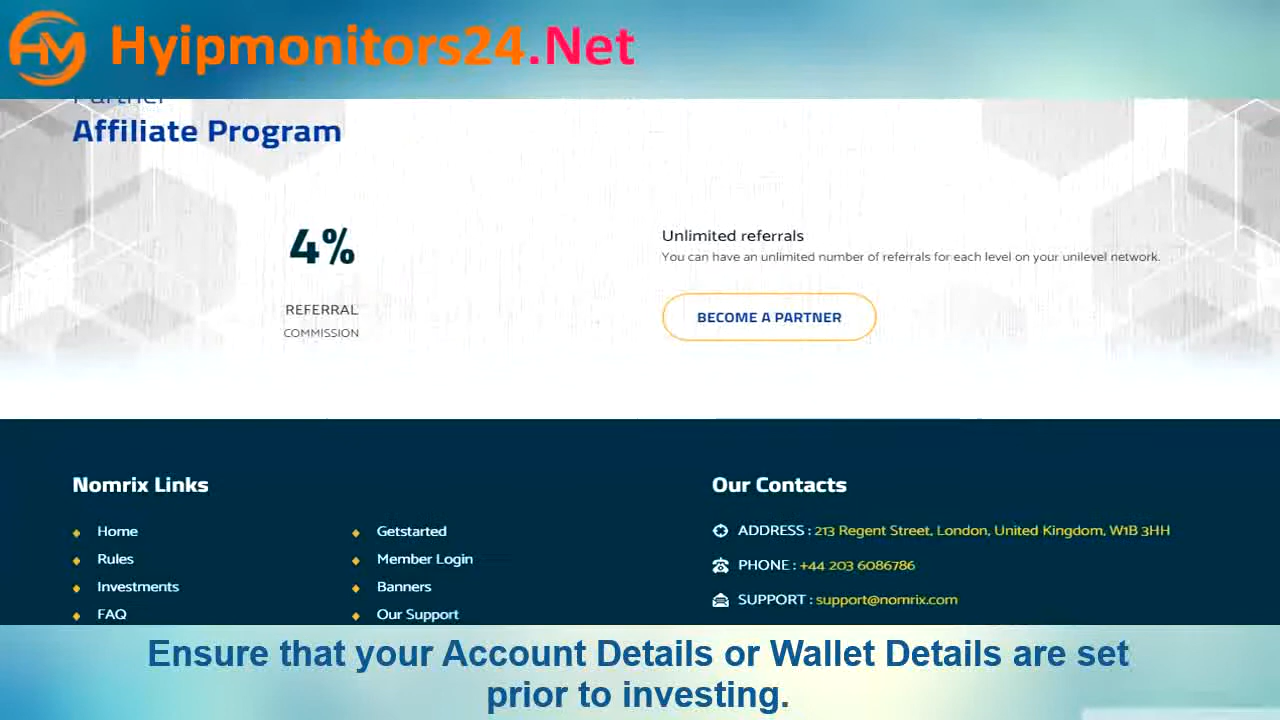 HM Hyipmonitors24.Net
Partner
Affiliate Program
4%
REFERRAL
COMMISSION
Unlimited referrals
You can have an unlimited number of referrals for each level on your unilevel network.
BECOME A PARTNER
Nomrix Links
Home
Rules
Investments
FAQ
Getstarted
Member Login
Banners
Our Support
Our Contacts
ADDRESS : 213 Regent Street, London, United Kingdom, W1B 3HH
PHONE : +44 203 6086786
SUPPORT : support@nomrix.com
Ensure that your Account Details or Wallet Details are set
prior to investing.